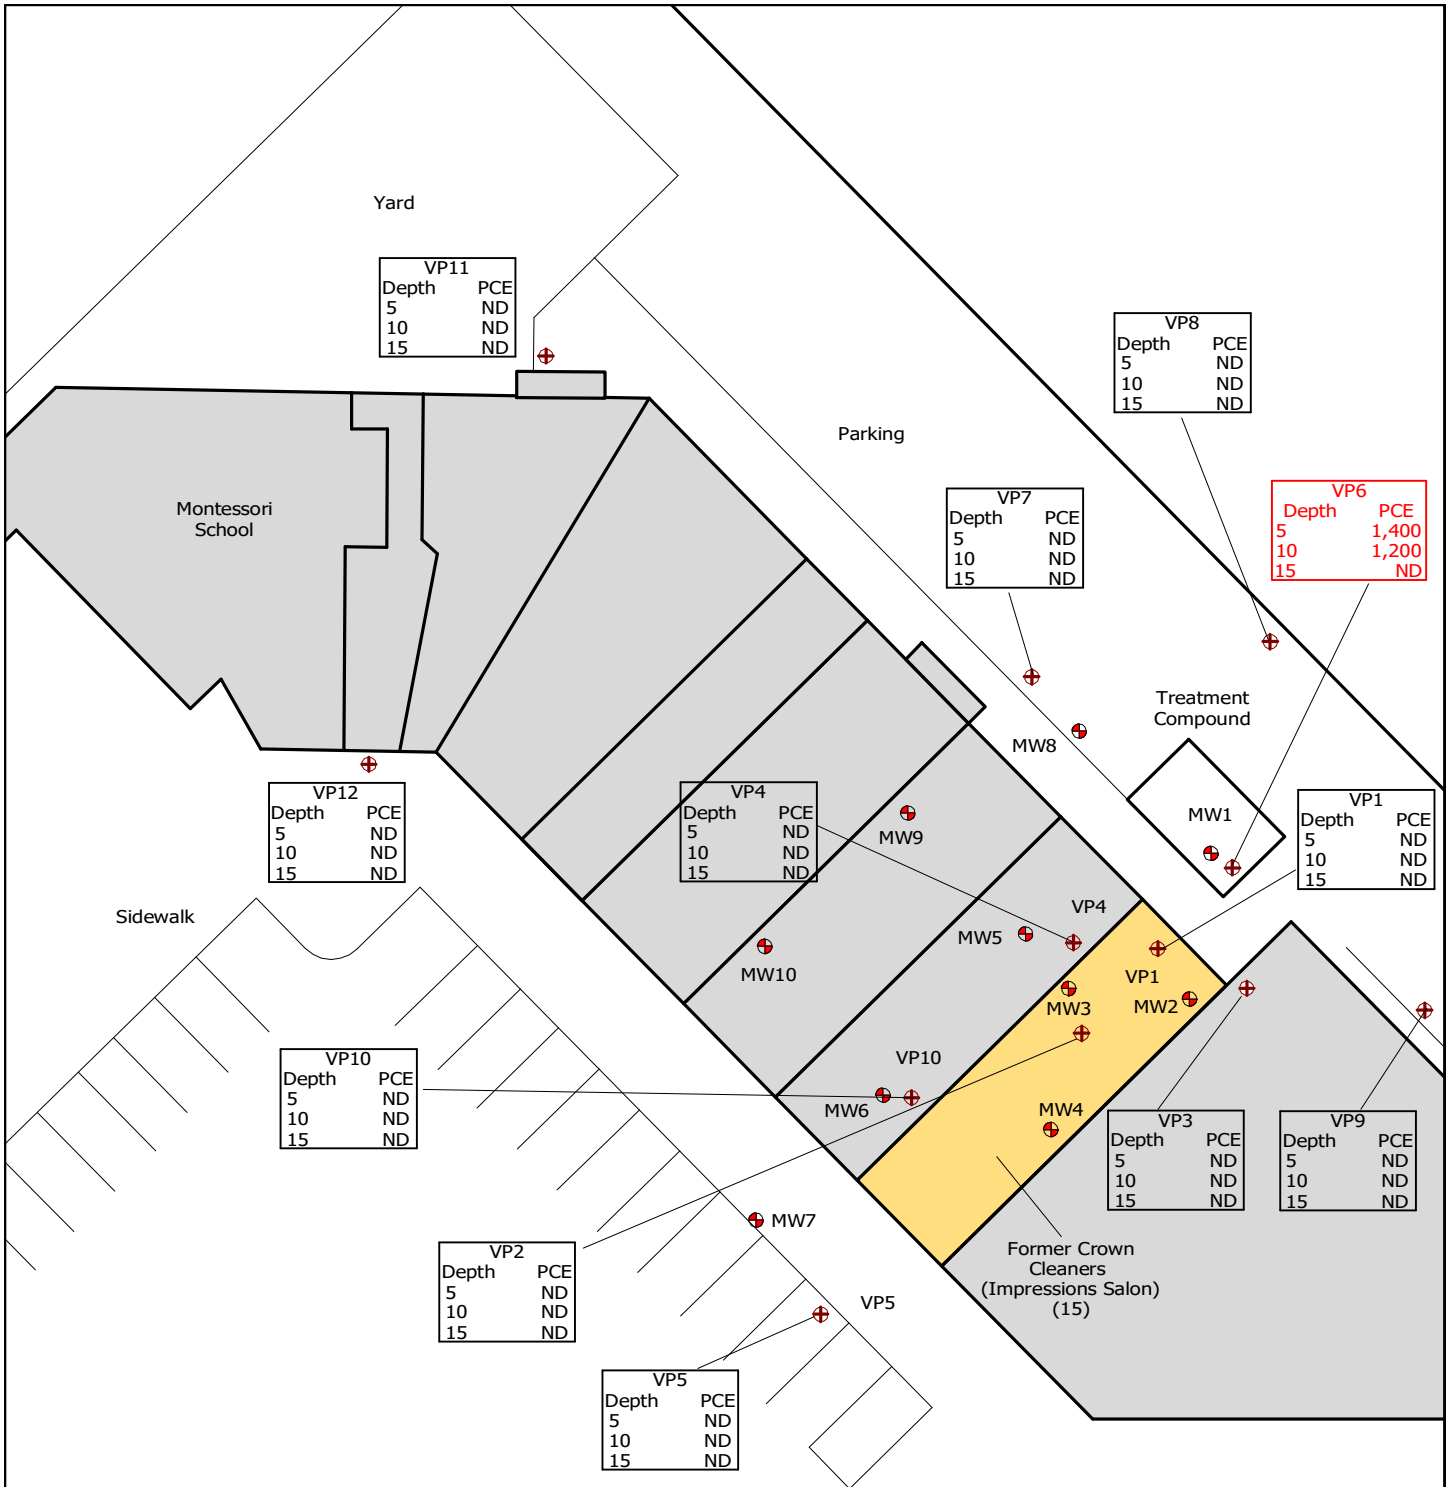 Yard
VP11
Depth PCE
5 ND
10 ND
15 ND
VP8
Depth PCE
5 ND
10 ND
15 ND
Parking
VP7
Depth PCE
5 ND
10 ND
15 ND
VP6
Depth PCE
5 1,400
10 1,200
15 ND
Montessori
School
Treatment
Compound
MW8
MW1
VP12
Depth PCE
5 ND
10 ND
15 ND
VP4
Depth PCE
5 ND
10 ND
15 ND
MW9
VP1
Depth PCE
5 ND
10 ND
15 ND
Sidewalk
VP4
MW5
MW10
VP1
MW3
MW2
VP10
Depth PCE
5 ND
10 ND
15 ND
VP10
MW6
MW4
VP3
Depth PCE
5 ND
10 ND
15 ND
VP9
Depth PCE
5 ND
10 ND
15 ND
MW7
VP2
Depth PCE
5 ND
10 ND
15 ND
Former Crown
Cleaners
(Impressions Salon)
(15)
VP5
VP5
Depth PCE
5 ND
10 ND
15 ND